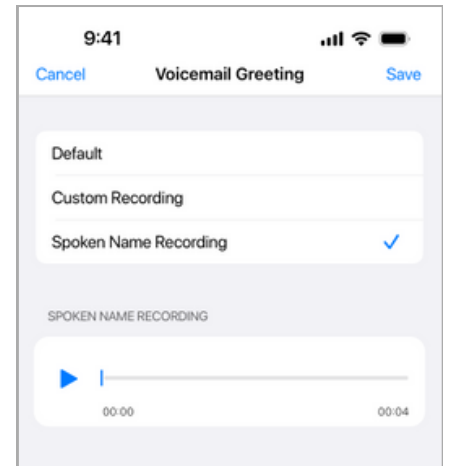 9:41
Cancel Voicemail Greeting Save
Default
Custom Recording
Spoken Name Recording
SPOKEN NAME RECORDING
00:00 00:04